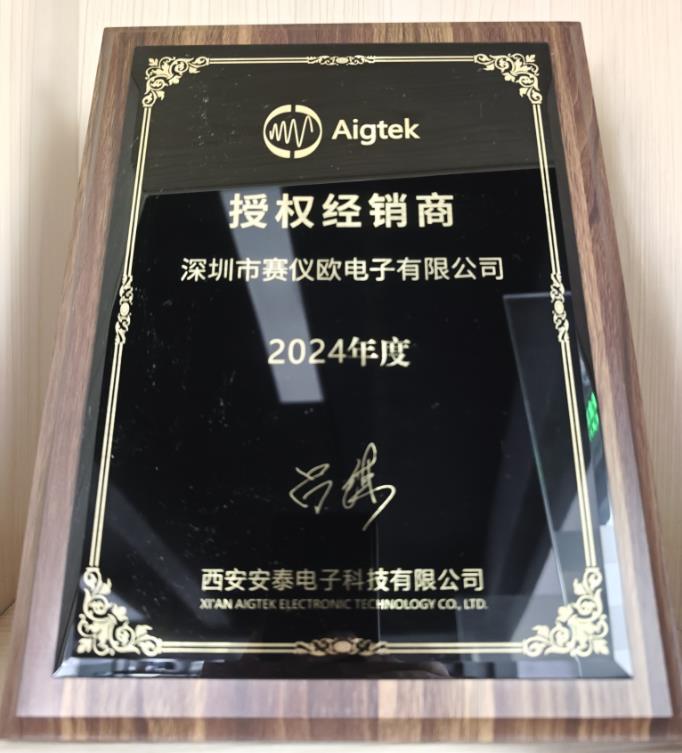 Aigtek
授权经销商
深圳市赛仪欧电子有限公司
2024年度
西安安泰电子科技有限公司
XI'AN AIGTEK ELECTRONIC TECHNOLOGY CO., LTD.